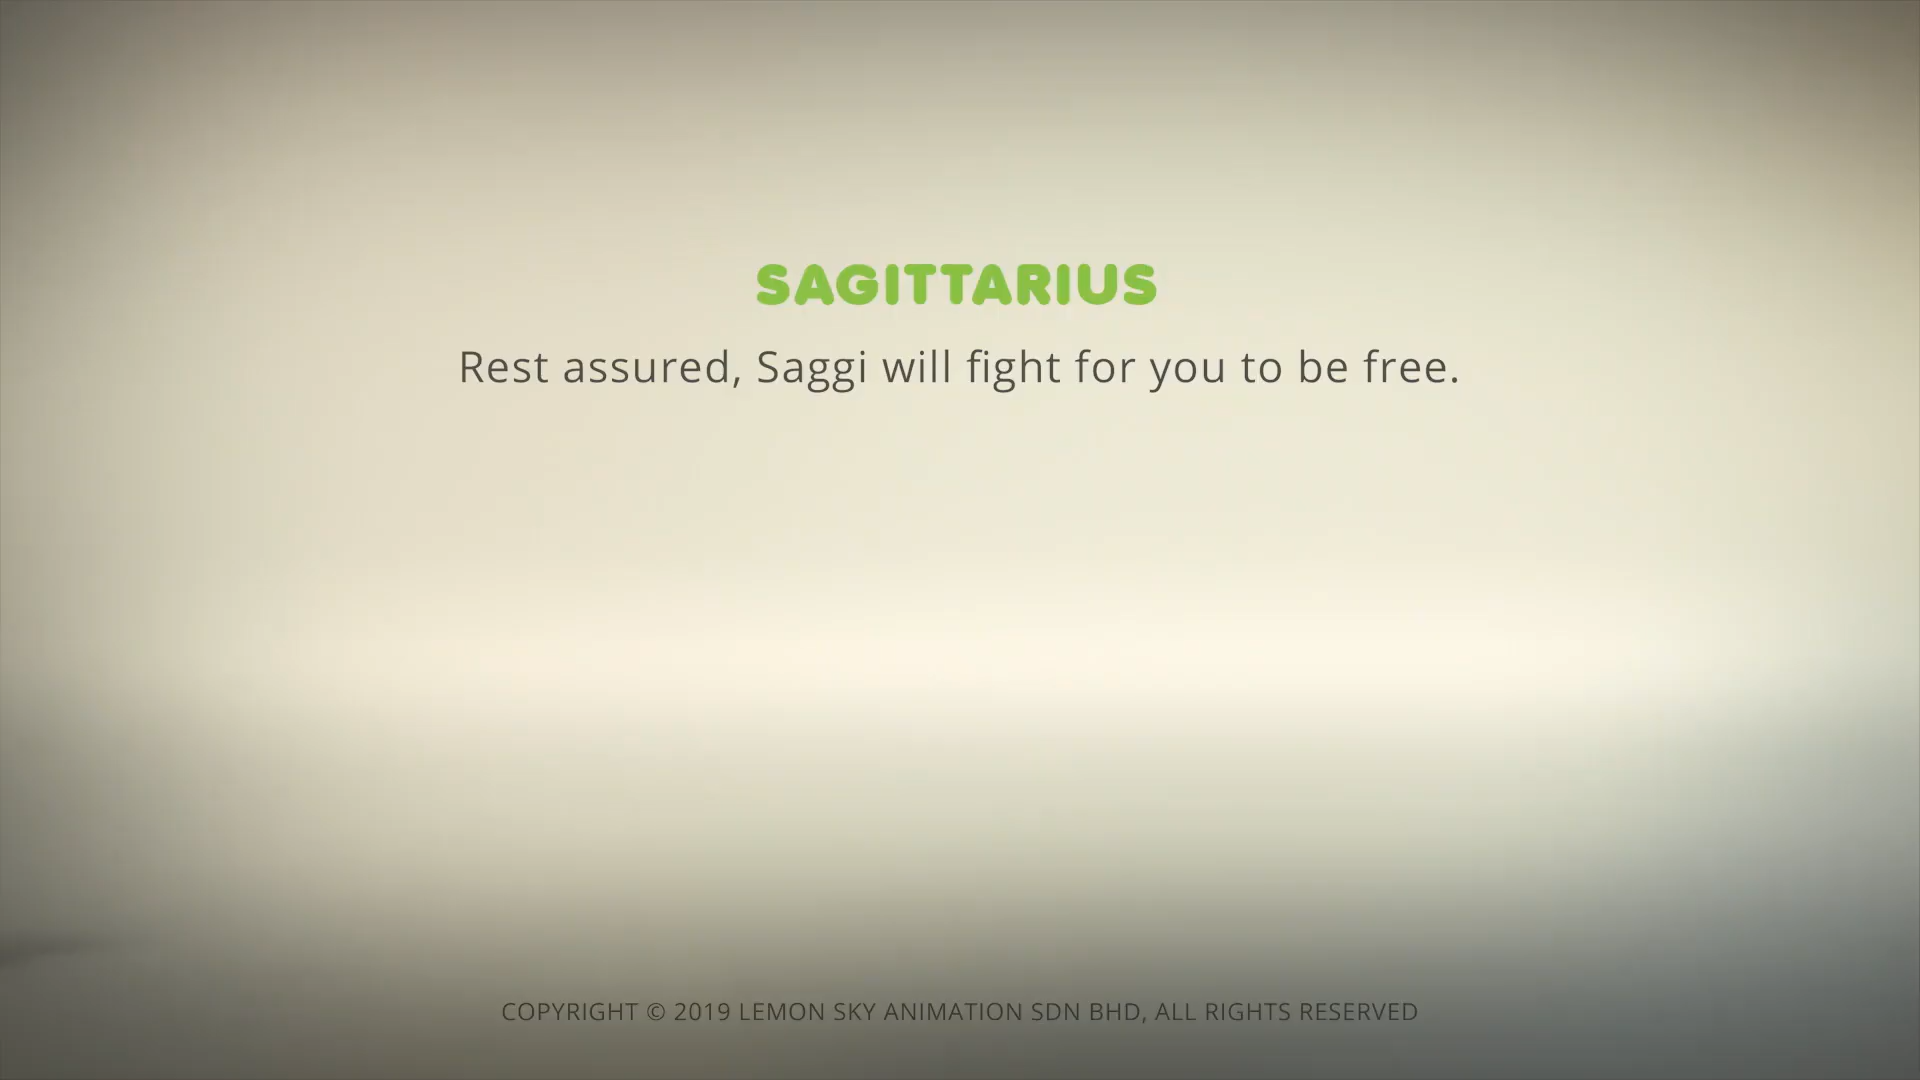 SAGITTARIUS
Rest assured, Saggi will fight for you to be free.
COPYRIGHT © 2019 LEMON SKY ANIMATION SDN BHD, ALL RIGHTS RESERVED